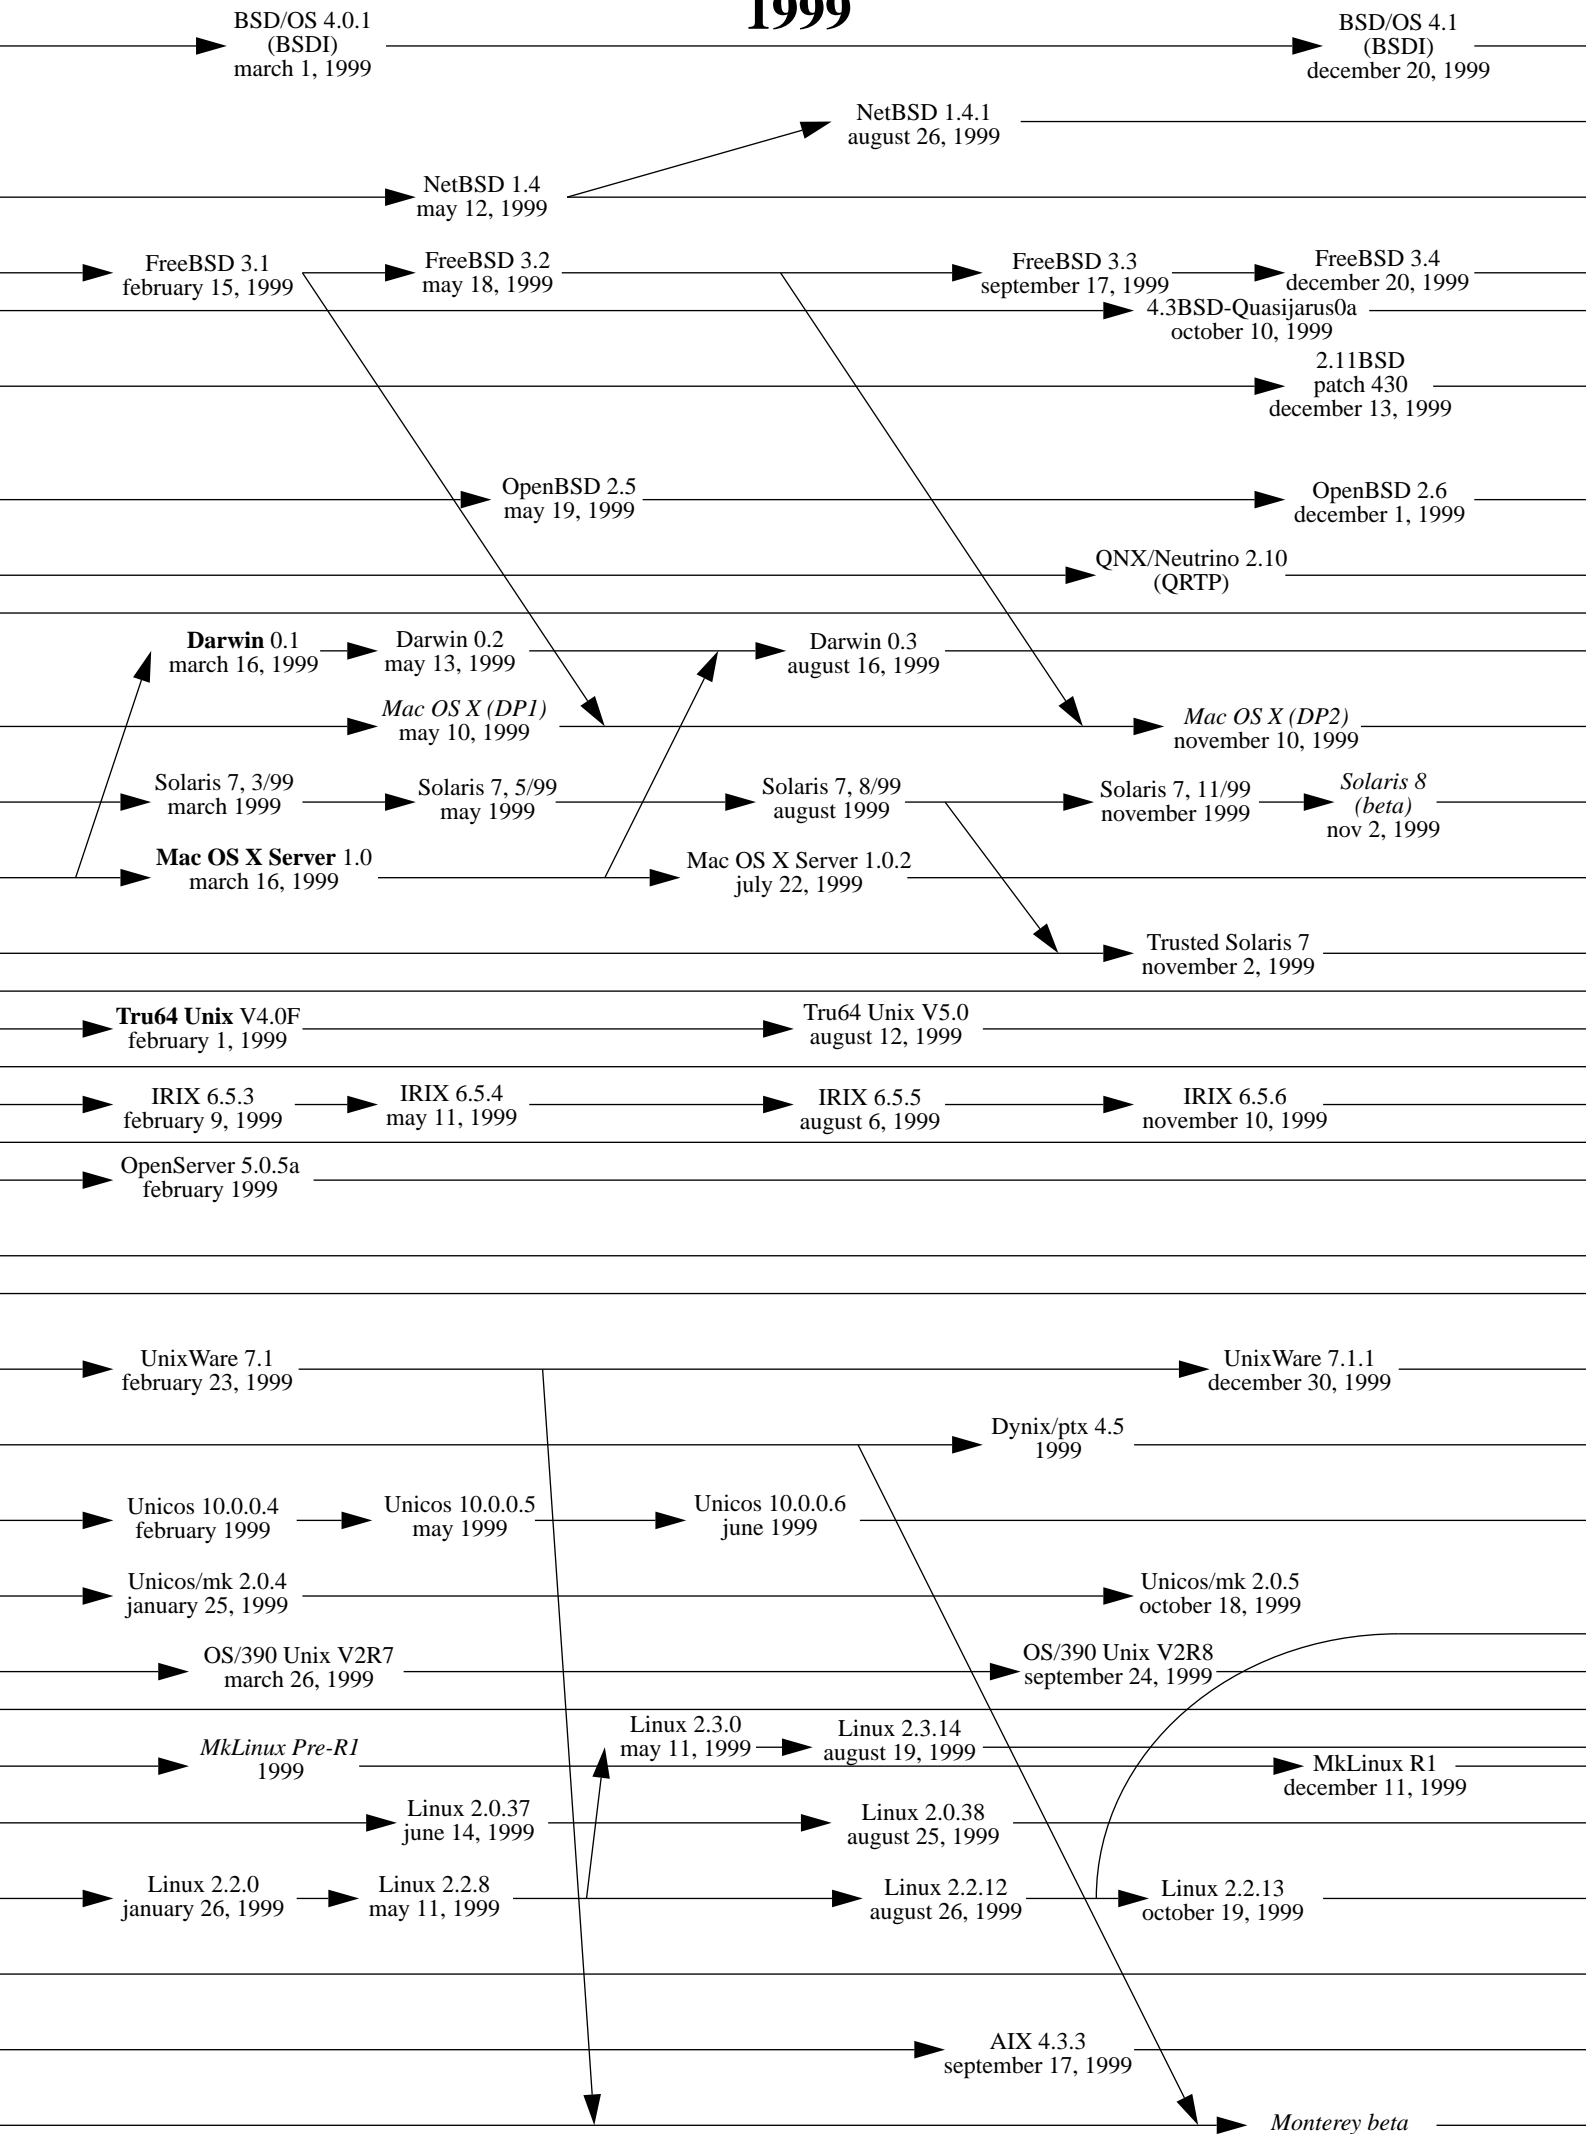 1999
BSD/OS 4.0.1
(BSDI)
march 1, 1999
BSD/OS 4.1
(BSDI)
december 20, 1999
NetBSD 1.4.1
august 26, 1999
NetBSD 1.4
may 12, 1999
FreeBSD 3.1
february 15, 1999
FreeBSD 3.2
may 18, 1999
FreeBSD 3.3
september 17, 1999
FreeBSD 3.4
december 20, 1999
4.3BSD-Quasijarus0a
october 10, 1999
2.11BSD
patch 430
december 13, 1999
OpenBSD 2.5
may 19, 1999
OpenBSD 2.6
december 1, 1999
QNX/Neutrino 2.10
(QRTP)
Darwin 0.1
march 16, 1999
Darwin 0.2
may 13, 1999
Darwin 0.3
august 16, 1999
Mac OS X (DP1)
may 10, 1999
Mac OS X (DP2)
november 10, 1999
Solaris 7, 3/99
march 1999
Solaris 7, 5/99
may 1999
Solaris 7, 8/99
august 1999
Solaris 7, 11/99
november 1999
Solaris 8
(beta)
nov 2, 1999
Mac OS X Server 1.0
march 16, 1999
Mac OS X Server 1.0.2
july 22, 1999
Trusted Solaris 7
november 2, 1999
Tru64 Unix V4.0F
february 1, 1999
Tru64 Unix V5.0
august 12, 1999
IRIX 6.5.3
february 9, 1999
IRIX 6.5.4
may 11, 1999
IRIX 6.5.5
august 6, 1999
IRIX 6.5.6
november 10, 1999
OpenServer 5.0.5a
february 1999
UnixWare 7.1
february 23, 1999
UnixWare 7.1.1
december 30, 1999
Dynix/ptx 4.5
1999
Unicos 10.0.0.4
february 1999
Unicos 10.0.0.5
may 1999
Unicos 10.0.0.6
june 1999
Unicos/mk 2.0.4
january 25, 1999
Unicos/mk 2.0.5
october 18, 1999
OS/390 Unix V2R7
march 26, 1999
OS/390 Unix V2R8
september 24, 1999
Linux 2.3.0
may 11, 1999
Linux 2.3.14
august 19, 1999
MkLinux Pre-R1
1999
MkLinux R1
december 11, 1999
Linux 2.0.37
june 14, 1999
Linux 2.0.38
august 25, 1999
Linux 2.2.0
january 26, 1999
Linux 2.2.8
may 11, 1999
Linux 2.2.12
august 26, 1999
Linux 2.2.13
october 19, 1999
AIX 4.3.3
september 17, 1999
Monterey beta